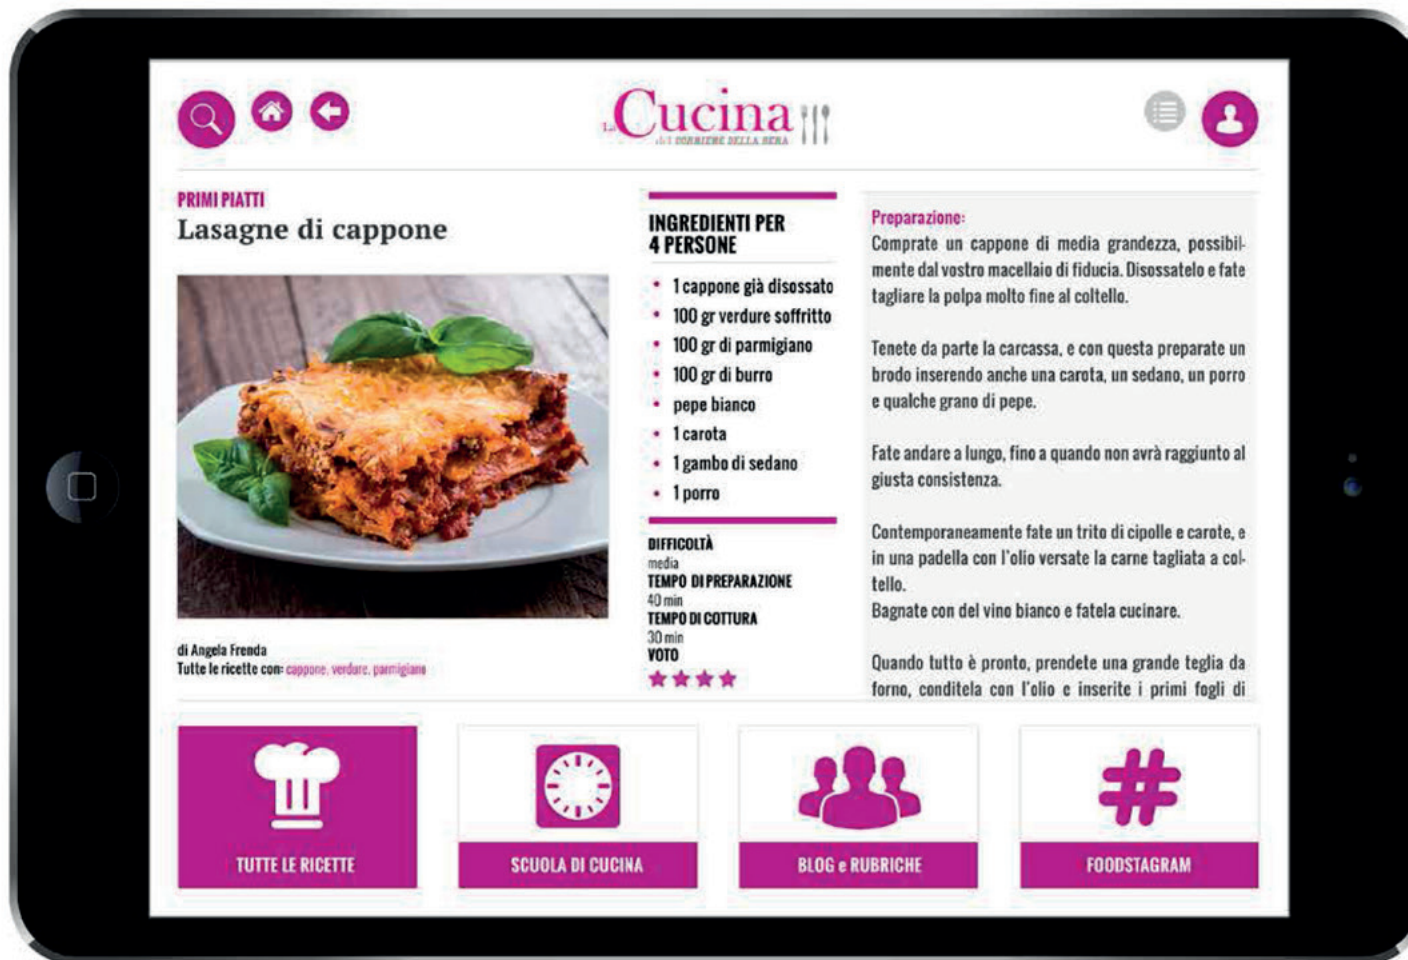 La Cucina
del CORRIERE DELLA SERA
PRIMI PIATTI
Lasagne di cappone
di Angela Frenda
Tutte le ricette con: cappone, verdure, parmigiano
INGREDIENTI PER
4 PERSONE
• 1 cappone già disossato
• 100 gr verdure soffritto
• 100 gr di parmigiano
• 100 gr di burro
• pepe bianco
• 1 carota
• 1 gambo di sedano
• 1 porro
DIFFICOLTÀ
media
TEMPO DI PREPARAZIONE
40 min
TEMPO DI COTTURA
30 min
VOTO
Preparazione:
Comprate un cappone di media grandezza, possibil-
mente dal vostro macellaio di fiducia. Disossatelo e fate
tagliare la polpa molto fine al coltello.
Tenete da parte la carcassa, e con questa preparate un
brodo inserendo anche una carota, un sedano, un porro
e qualche grano di pepe.
Fate andare a lungo, fino a quando non avrà raggiunto al
giusta consistenza.
Contemporaneamente fate un trito di cipolle e carote, e
in una padella con l'olio versate la carne tagliata a col-
tello.
Bagnate con del vino bianco e fatela cucinare.
Quando tutto è pronto, prendete una grande teglia da
forno, conditela con l'olio e inserite i primi fogli di
TUTTE LE RICETTE
SCUOLA DI CUCINA
BLOG e RUBRICHE
#
FOODSTAGRAM